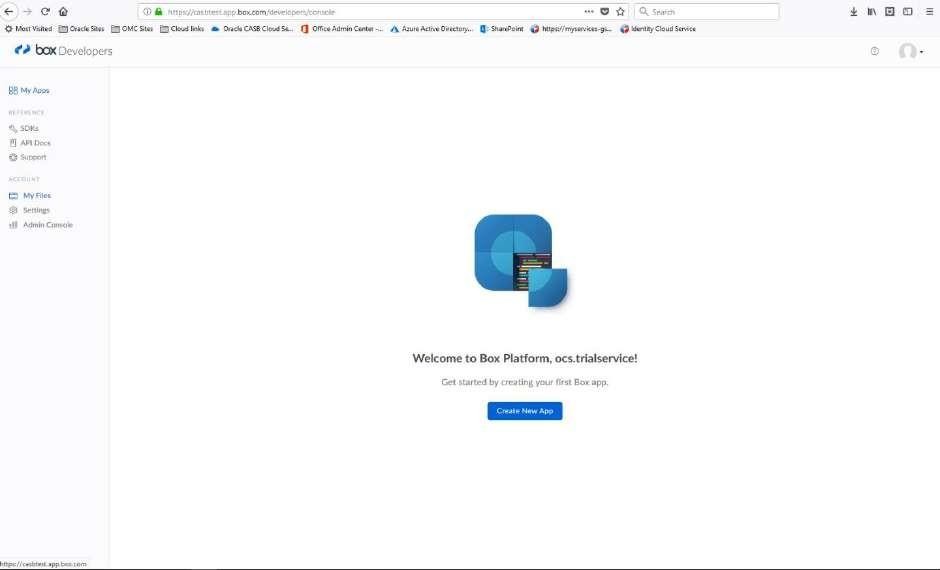 https://casbtest.app.box.com/developers/console
Search
Most Visited Oracle Sites OMC Sites Cloud links Oracle CASB Cloud Se... Office Admin Center -... Azure Active Directory... SharePoint https://myservices-gs... Identity Cloud Service
box Developers
My Apps
REFERENCE
SDKs
API Docs
Support
ACCOUNT
My Files
Settings
Admin Console
Welcome to Box Platform, ocs.trialservice!
Get started by creating your first Box app.
Create New App
https://casbtest.app.box.com